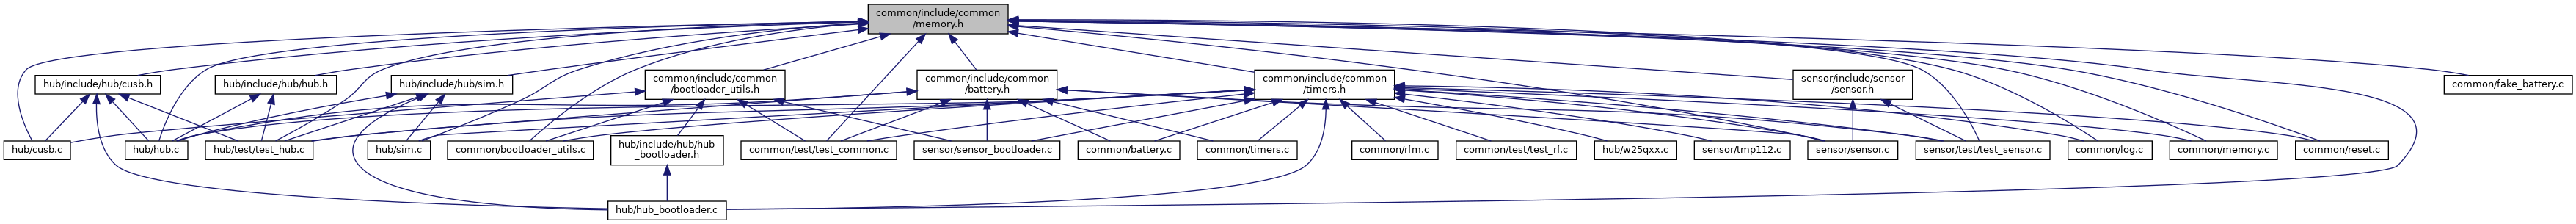 common/include/common
/memory.h
hub/include/hub/cusb.h
hub/include/hub/hub.h
hub/include/hub/sim.h
common/include/common
/bootloader_utils.h
common/include/common
/battery.h
common/include/common
/timers.h
sensor/include/sensor
/sensor.h
common/fake_battery.c
hub/cusb.c
hub/hub.c
hub/test/test_hub.c
hub/sim.c
common/bootloader_utils.c
hub/include/hub/hub
_bootloader.h
common/test/test_common.c
sensor/sensor_bootloader.c
common/battery.c
common/timers.c
common/rfm.c
common/test/test_rf.c
hub/w25qxx.c
sensor/tmp112.c
sensor/sensor.c
sensor/test/test_sensor.c
common/log.c
common/memory.c
common/reset.c
hub/hub_bootloader.c